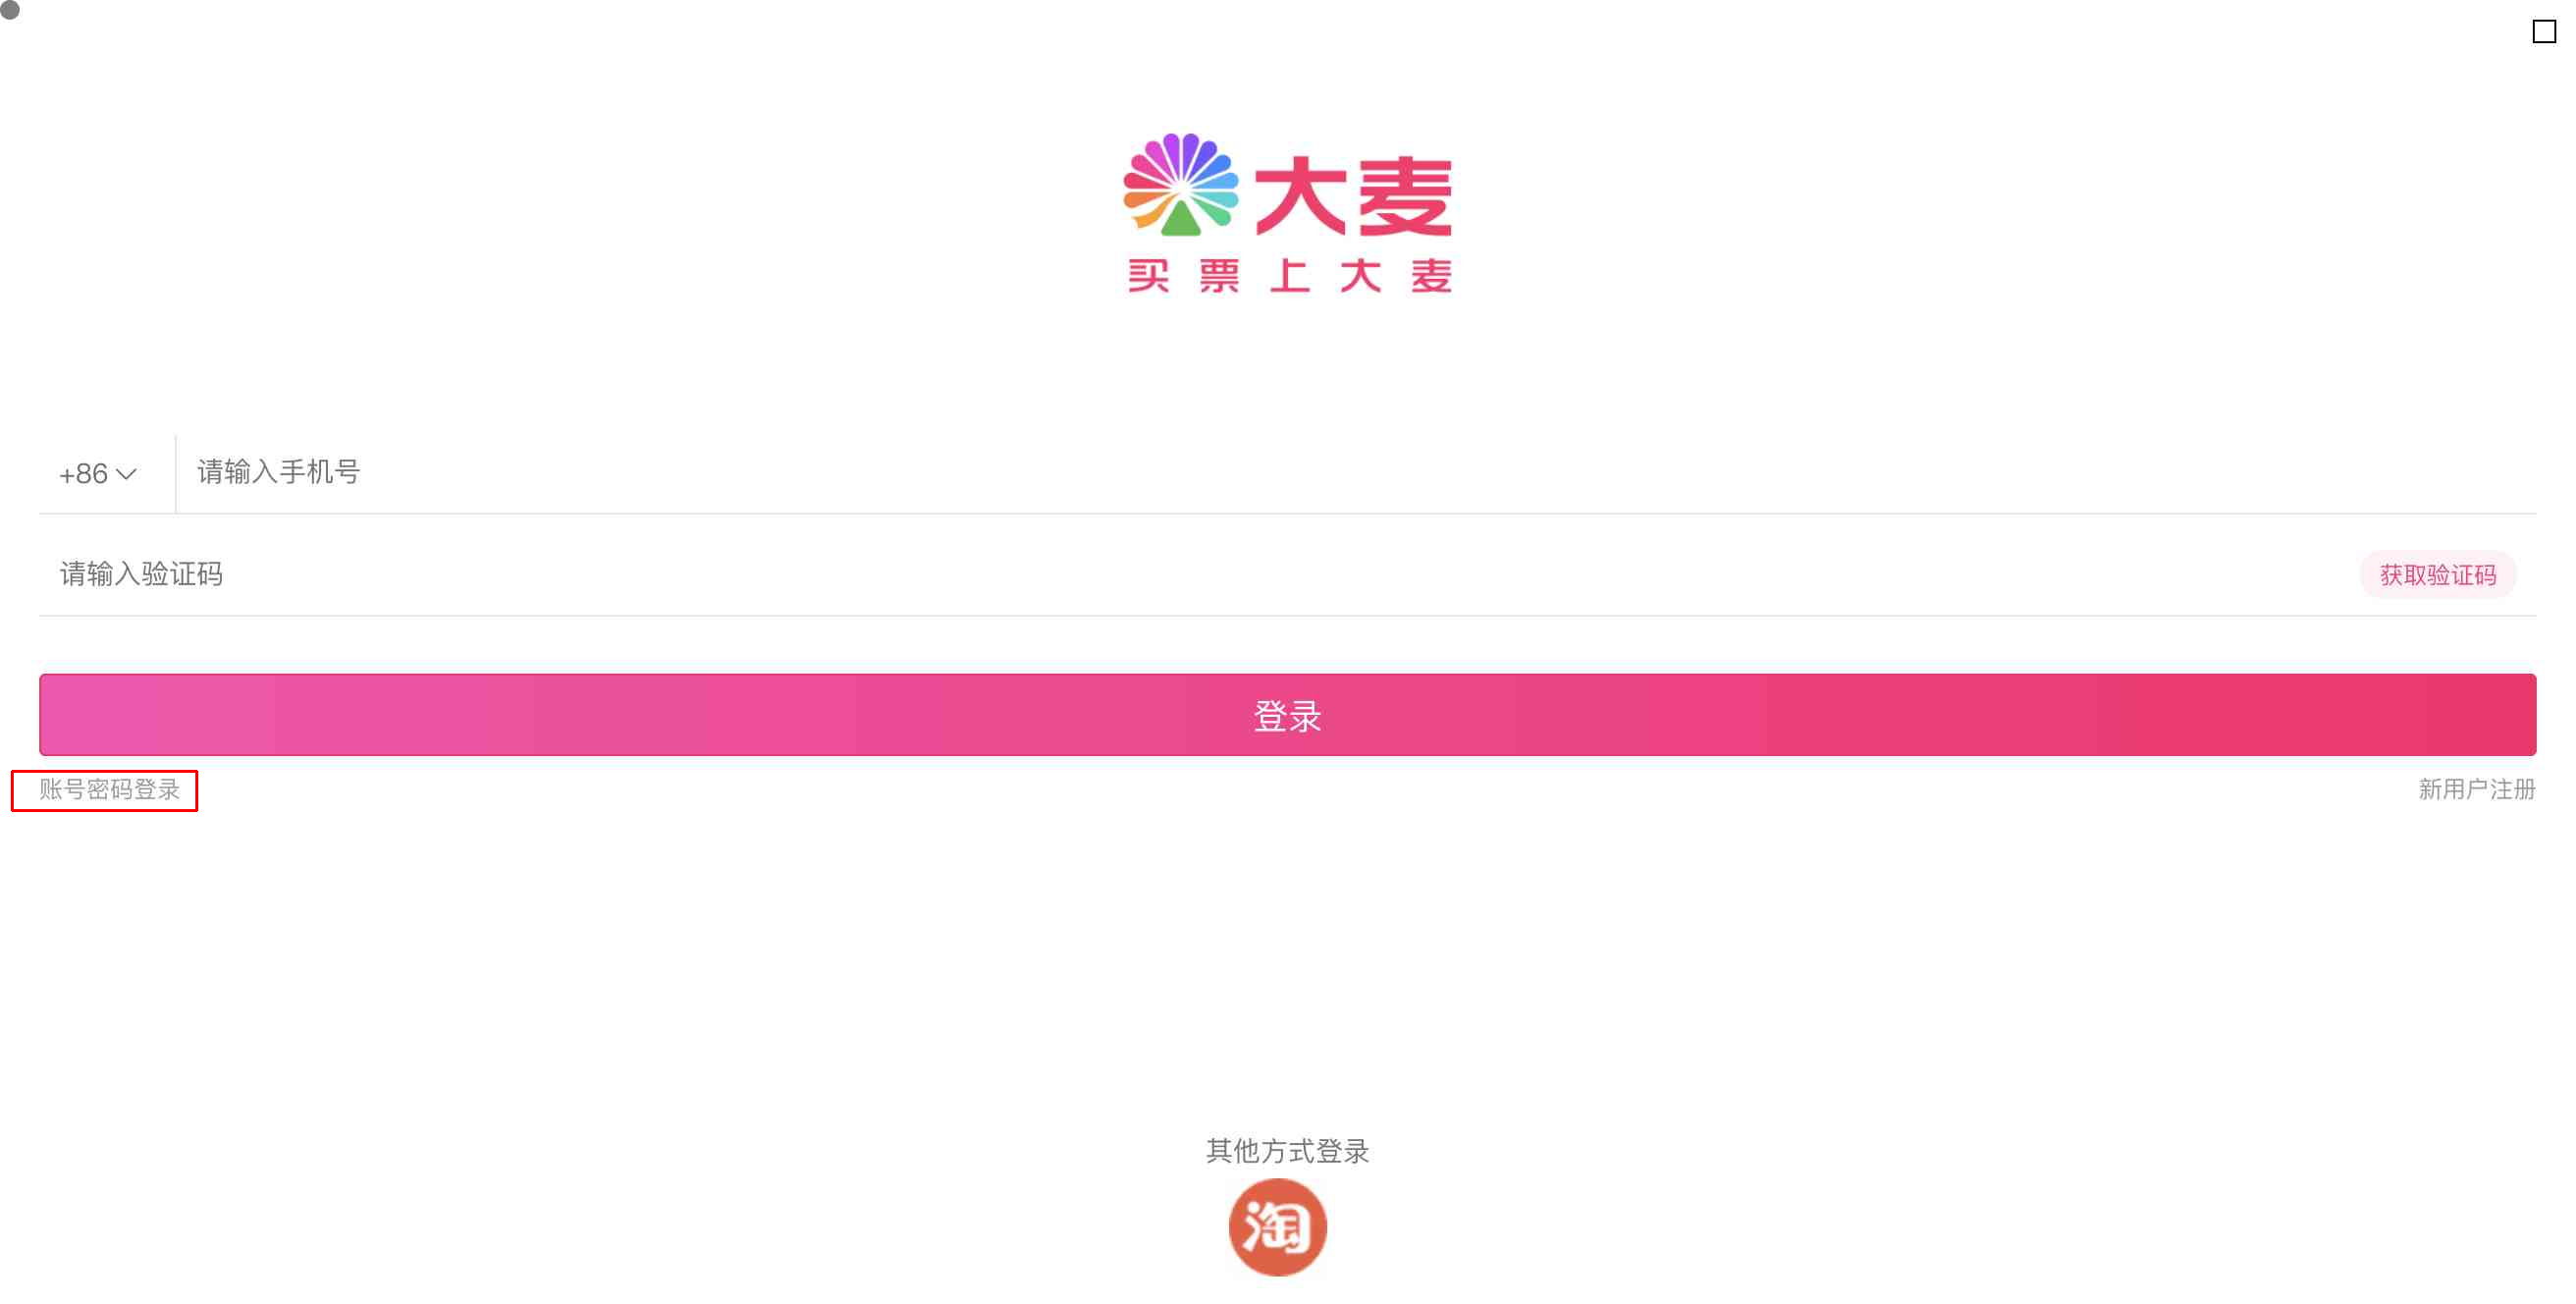 大麦
买票上大麦
+86 请输入手机号
请输入验证码 获取验证码
登录
账号密码登录 新用户注册
其他方式登录
淘